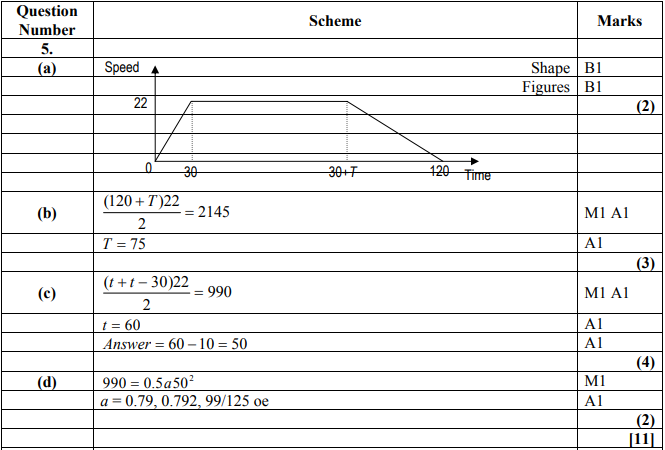 Question Number Scheme Marks
5.
(a) Speed Shape B1
Figures B1
22 (2)
0 30 30+T 120 Time
(b) (120 + T)22 / 2 = 2145 M1 A1
T = 75 A1
(3)
(c) (t + t − 30)22 / 2 = 990 M1 A1
t = 60 A1
Answer = 60 − 10 = 50 A1
(4)
(d) 990 = 0.5a50² M1
a = 0.79, 0.792, 99/125 oe A1
(2)
[11]